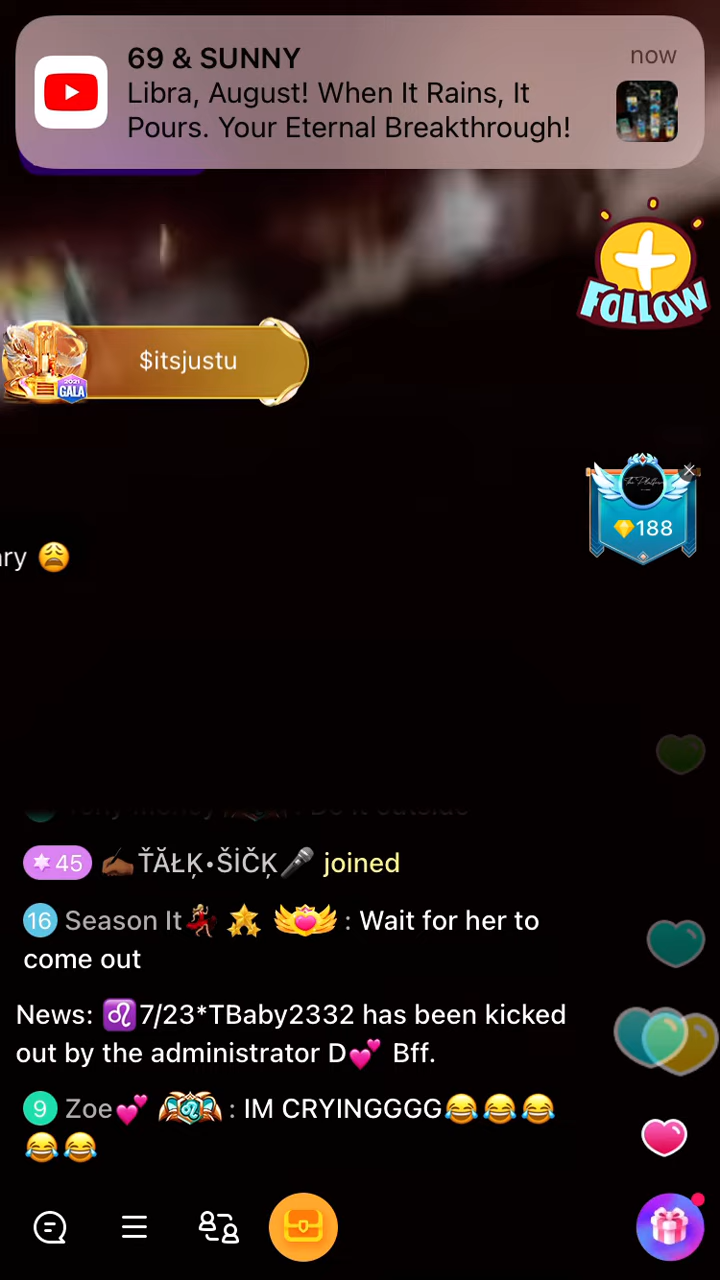 69 & SUNNY
now
Libra, August! When It Rains, It
Pours. Your Eternal Breakthrough!
FOLLOW
$itsjustu
2021
GALA
188
ry 😩
45 ✍🏾ŤĂŁĶ•ŠİČĶ🎤 joined
16 Season It💃 : Wait for her to
come out
News: ♌7/23*TBaby2332 has been kicked
out by the administrator D💕 Bff.
9 Zoe💕 : IM CRYINGGGG😂😂😂
😂😂